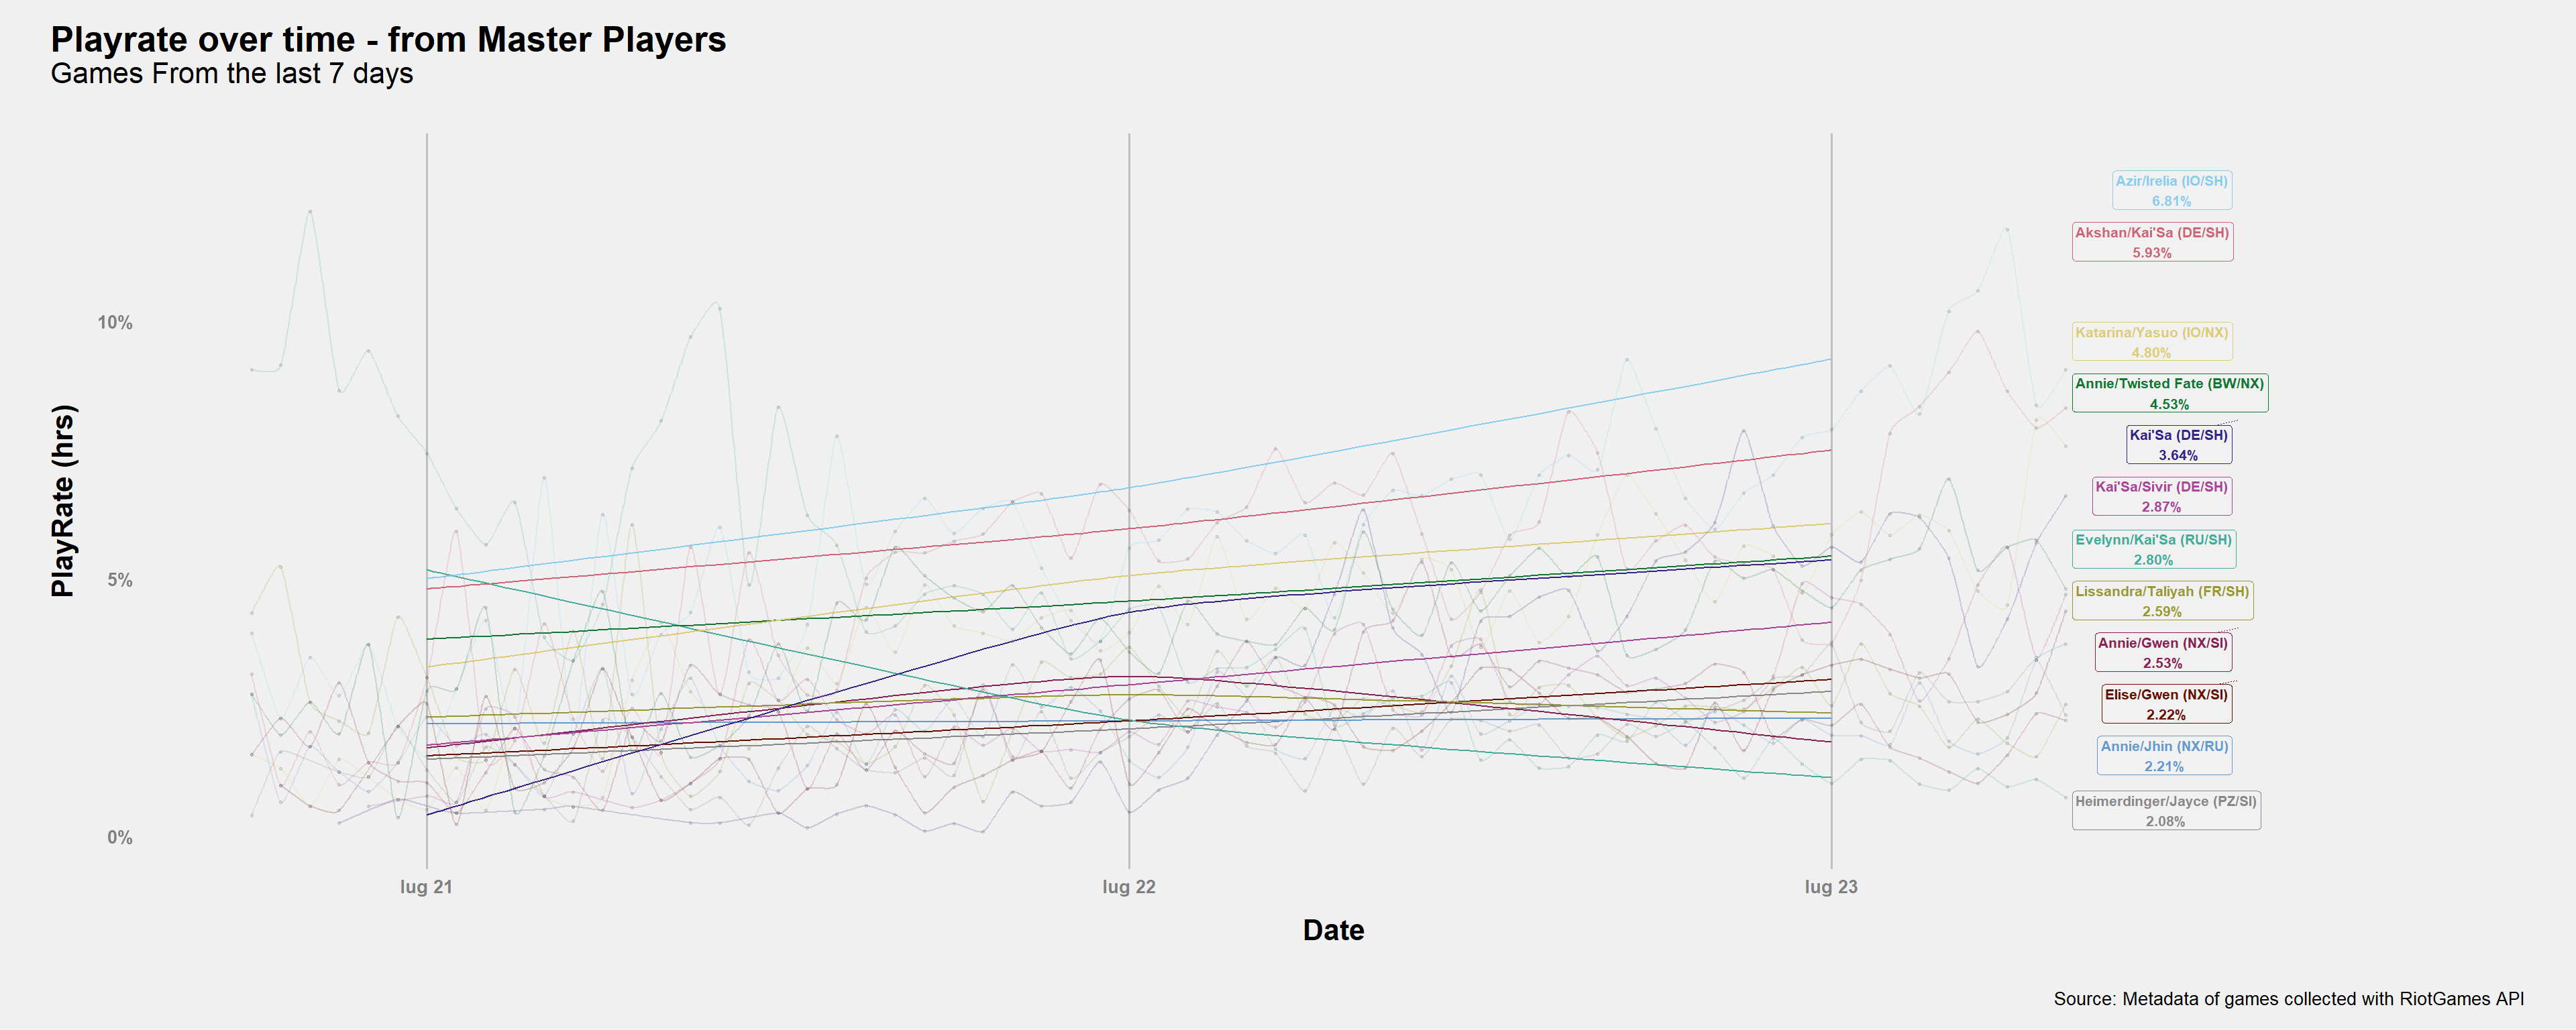 Playrate over time - from Master Players
Games From the last 7 days
PlayRate (hrs)
10%
5%
0%
lug 21
lug 22
lug 23
Date
Azir/Irelia (IO/SH)
6.81%
Akshan/Kai'Sa (DE/SH)
5.93%
Katarina/Yasuo (IO/NX)
4.80%
Annie/Twisted Fate (BW/NX)
4.53%
Kai'Sa (DE/SH)
3.64%
Kai'Sa/Sivir (DE/SH)
2.87%
Evelynn/Kai'Sa (RU/SH)
2.80%
Lissandra/Taliyah (FR/SH)
2.59%
Annie/Gwen (NX/SI)
2.53%
Elise/Gwen (NX/SI)
2.22%
Annie/Jhin (NX/RU)
2.21%
Heimerdinger/Jayce (PZ/SI)
2.08%
Source: Metadata of games collected with RiotGames API